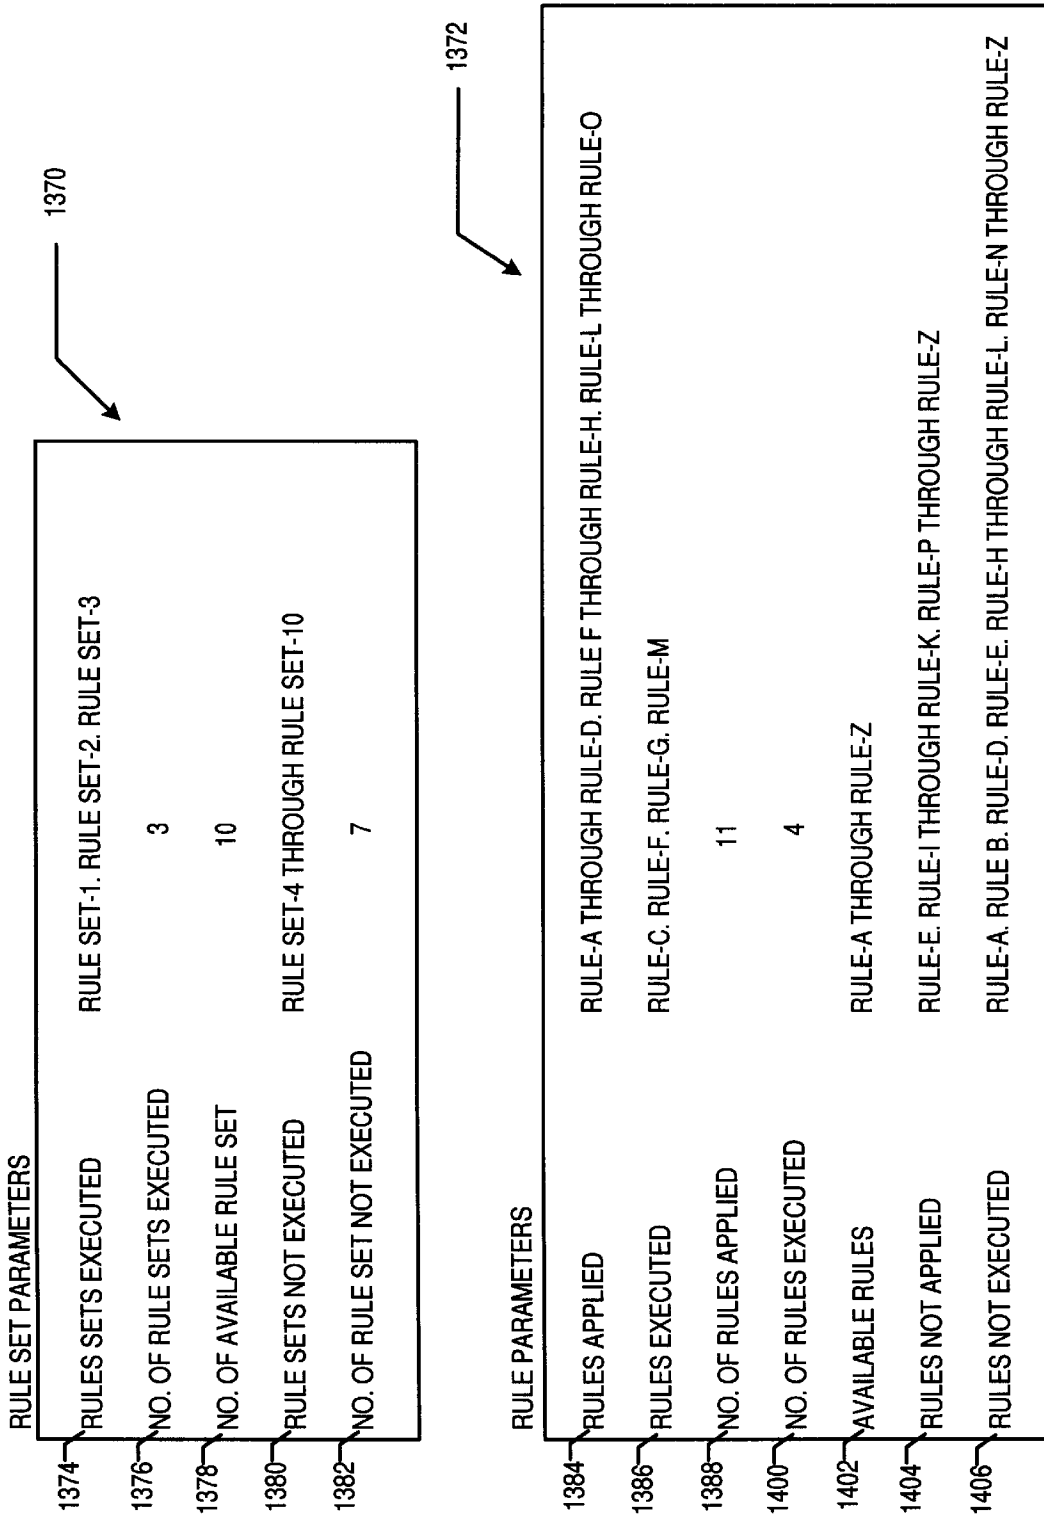 RULE SET PARAMETERS
1370
1374 RULES SETS EXECUTED RULE SET-1. RULE SET-2. RULE SET-3
1376 NO. OF RULE SETS EXECUTED 3
1378 NO. OF AVAILABLE RULE SET 10
1380 RULE SETS NOT EXECUTED RULE SET-4 THROUGH RULE SET-10
1382 NO. OF RULE SET NOT EXECUTED 7
RULE PARAMETERS
1372
1384 RULES APPLIED RULE-A THROUGH RULE-D. RULE F THROUGH RULE-H. RULE-L THROUGH RULE-O
1386 RULES EXECUTED RULE-C. RULE-F. RULE-G. RULE-M
1388 NO. OF RULES APPLIED 11
1400 NO. OF RULES EXECUTED 4
1402 AVAILABLE RULES RULE-A THROUGH RULE-Z
1404 RULES NOT APPLIED RULE-E. RULE-I THROUGH RULE-K. RULE-P THROUGH RULE-Z
1406 RULES NOT EXECUTED RULE-A. RULE B. RULE-D. RULE-E. RULE-H THROUGH RULE-L. RULE-N THROUGH RULE-Z